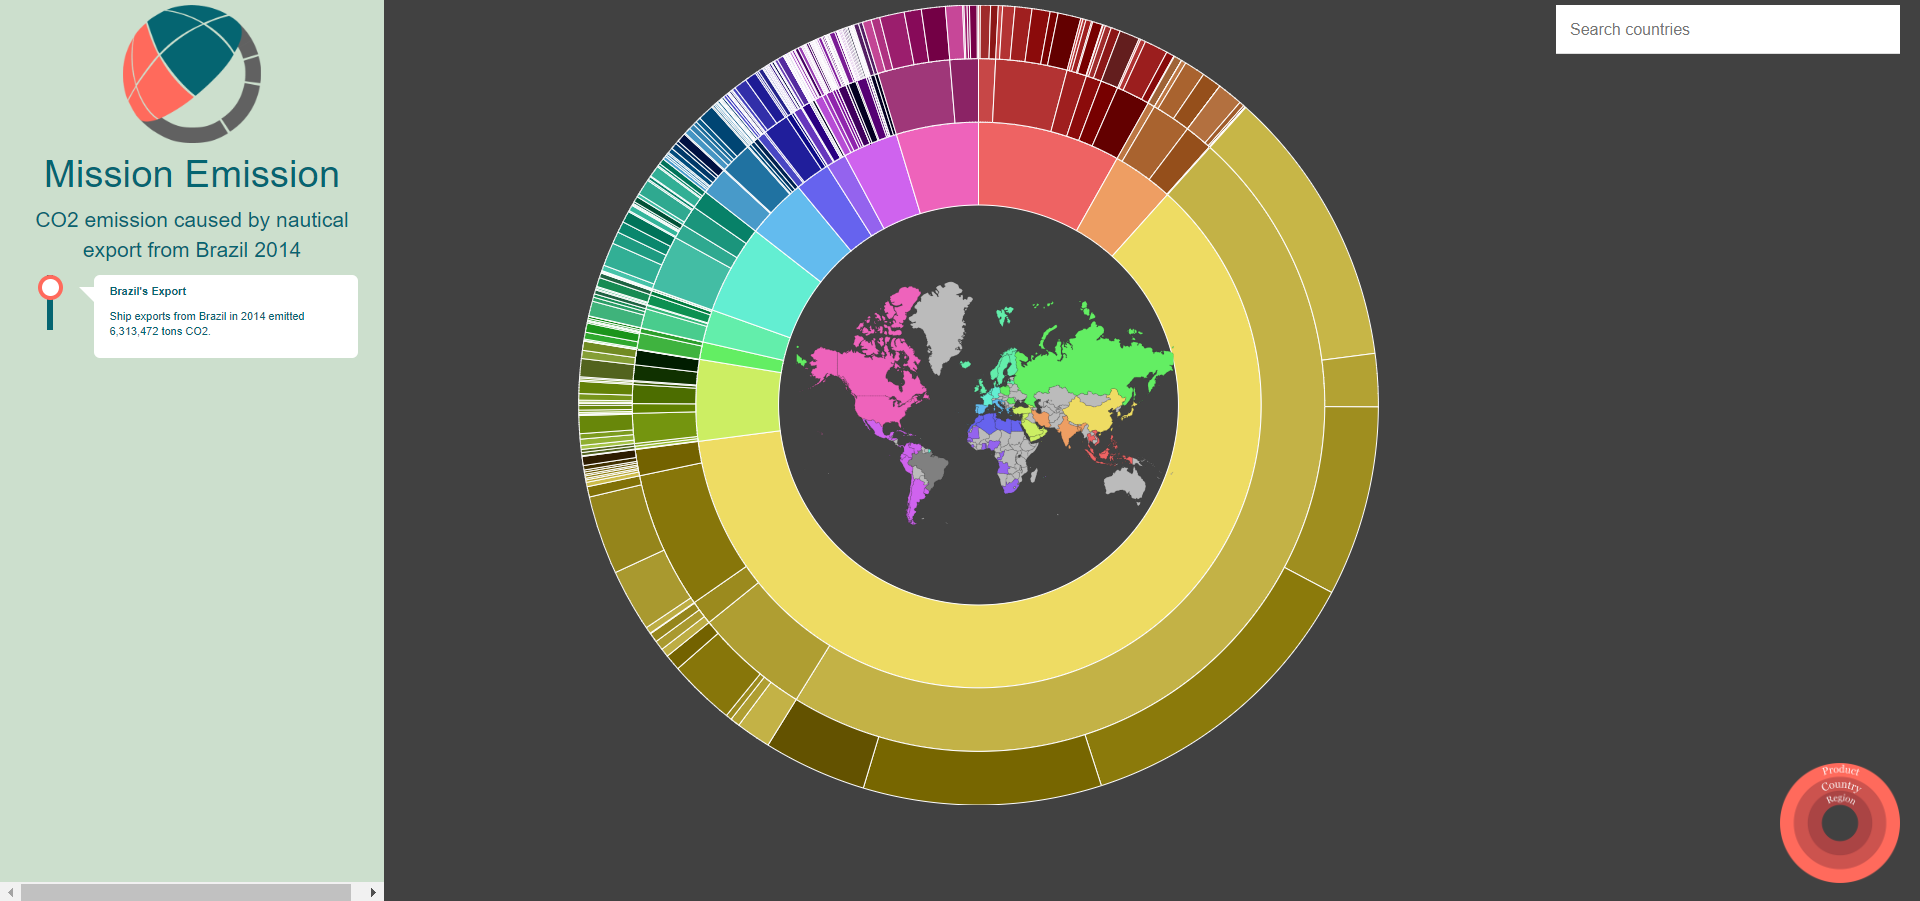 Mission Emission
CO2 emission caused by nautical
export from Brazil 2014
Brazil's Export
Ship exports from Brazil in 2014 emitted
6,313,472 tons CO2.
Search countries
Product
Country
Region